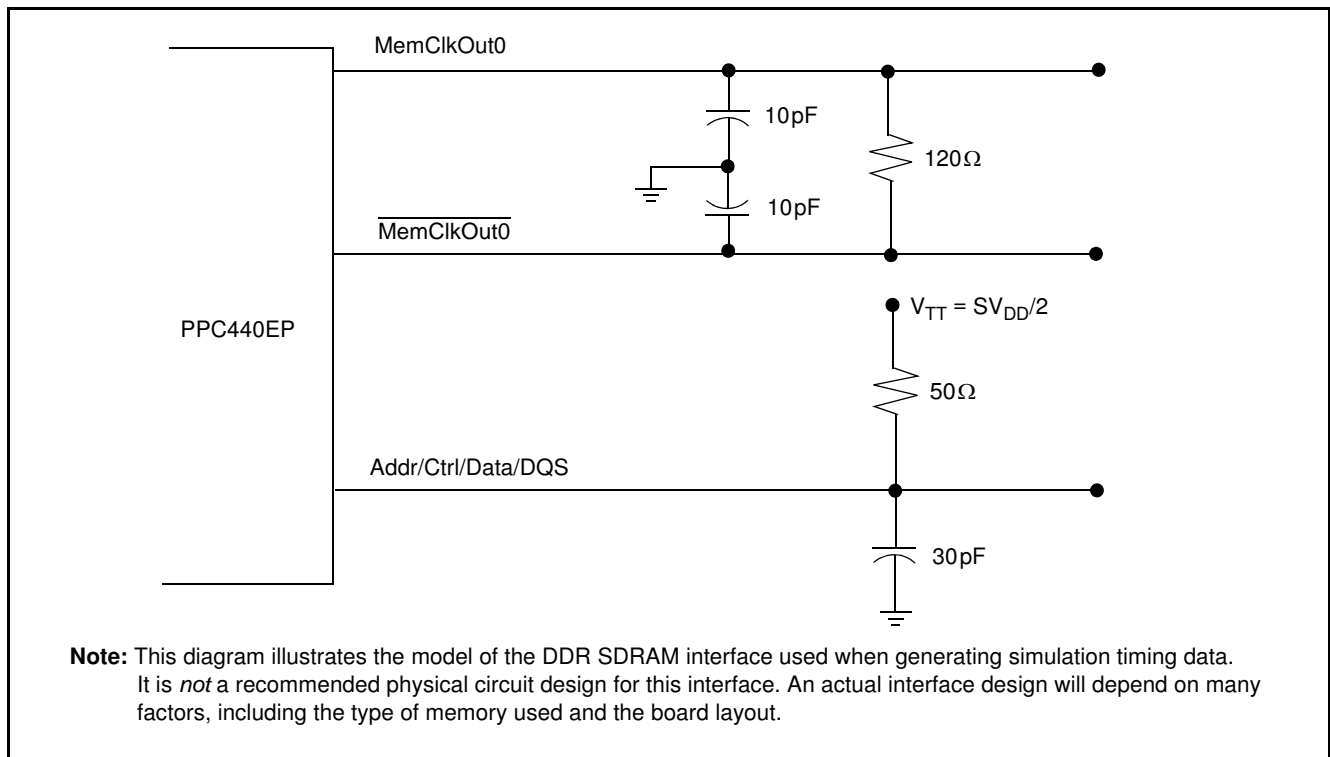 MemClkOut0
10pF
120Ω
10pF
MemClkOut0
V_TT = SV_DD/2
PPC440EP
50Ω
Addr/Ctrl/Data/DQS
30pF
Note: This diagram illustrates the model of the DDR SDRAM interface used when generating simulation timing data.
It is not a recommended physical circuit design for this interface. An actual interface design will depend on many
factors, including the type of memory used and the board layout.